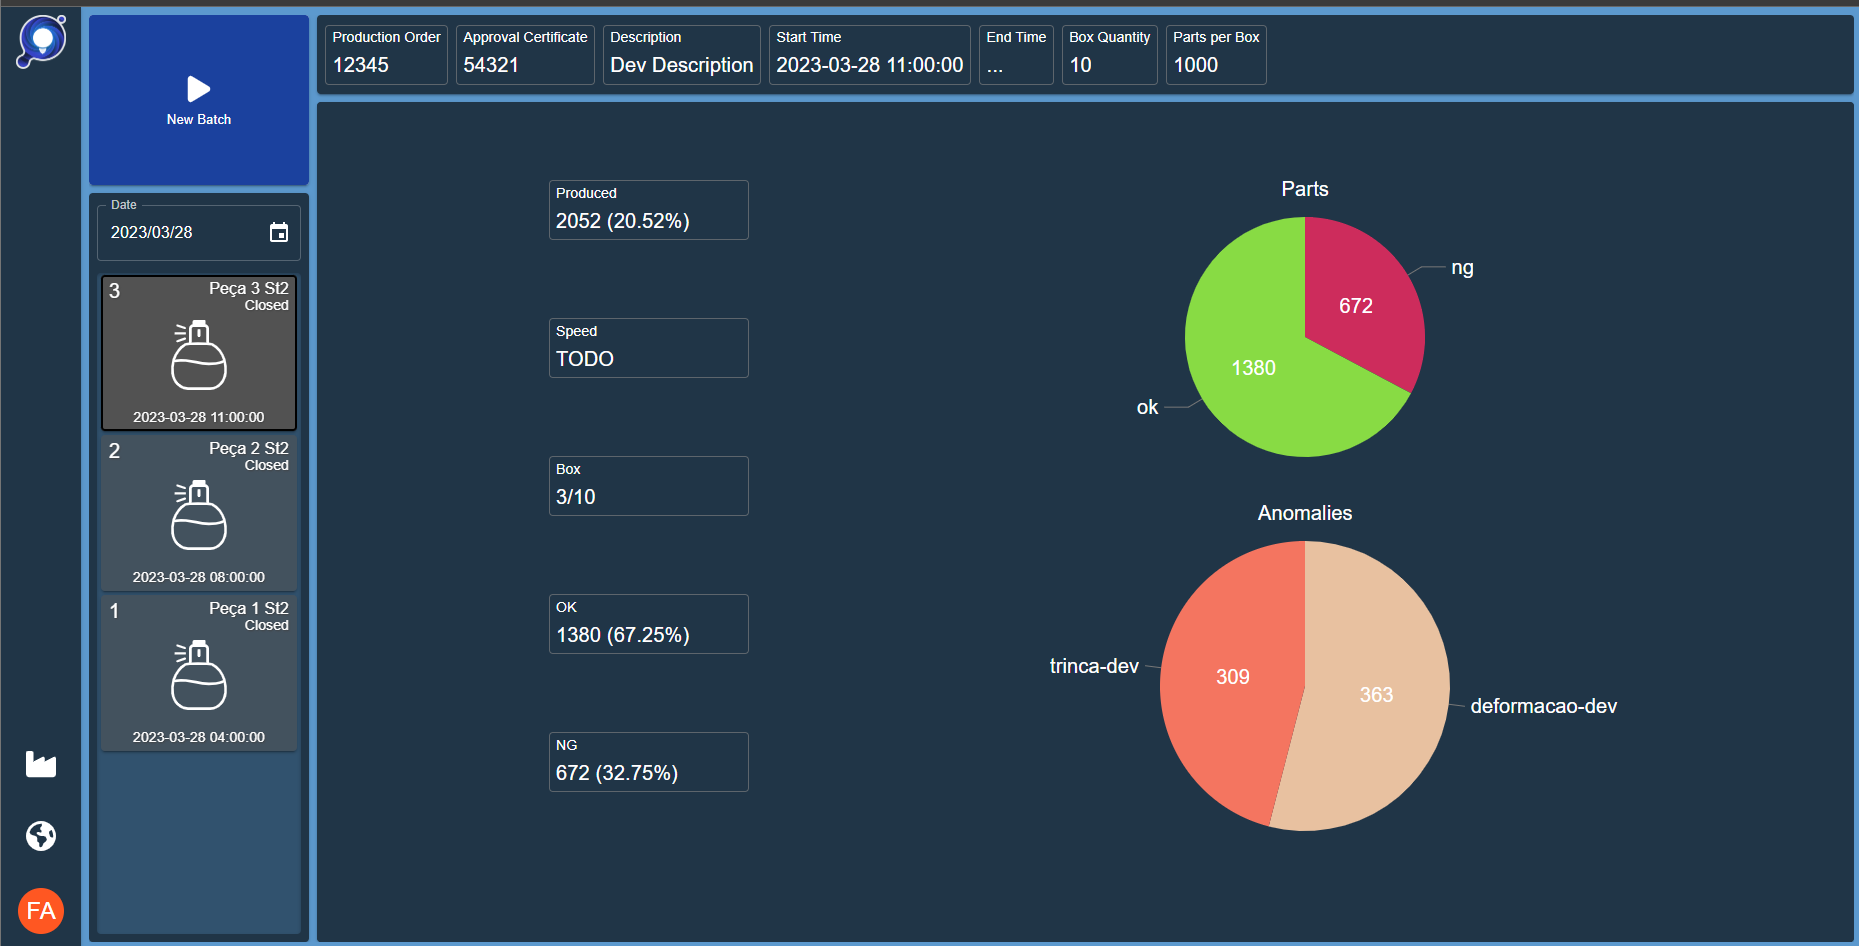 New Batch
Date
2023/03/28
3
Peça 3 St2
Closed
2023-03-28 11:00:00
2
Peça 2 St2
Closed
2023-03-28 08:00:00
1
Peça 1 St2
Closed
2023-03-28 04:00:00
FA
Production Order
12345
Approval Certificate
54321
Description
Dev Description
Start Time
2023-03-28 11:00:00
End Time
...
Box Quantity
10
Parts per Box
1000
Produced
2052 (20.52%)
Speed
TODO
Box
3/10
OK
1380 (67.25%)
NG
672 (32.75%)
Parts
ng
672
1380
ok
Anomalies
trinca-dev
309
363
deformacao-dev